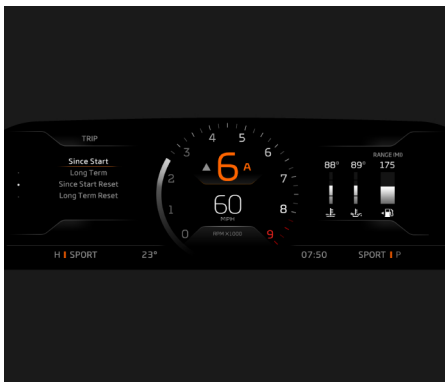 TRIP
Since Start
Long Term
Since Start Reset
Long Term Reset
0
1
2
3
4
5
6
7
8
9
6 A
60
MPH
RPM X1000
RANGE (MI)
88° 89° 175
H SPORT 23° 07:50 SPORT P